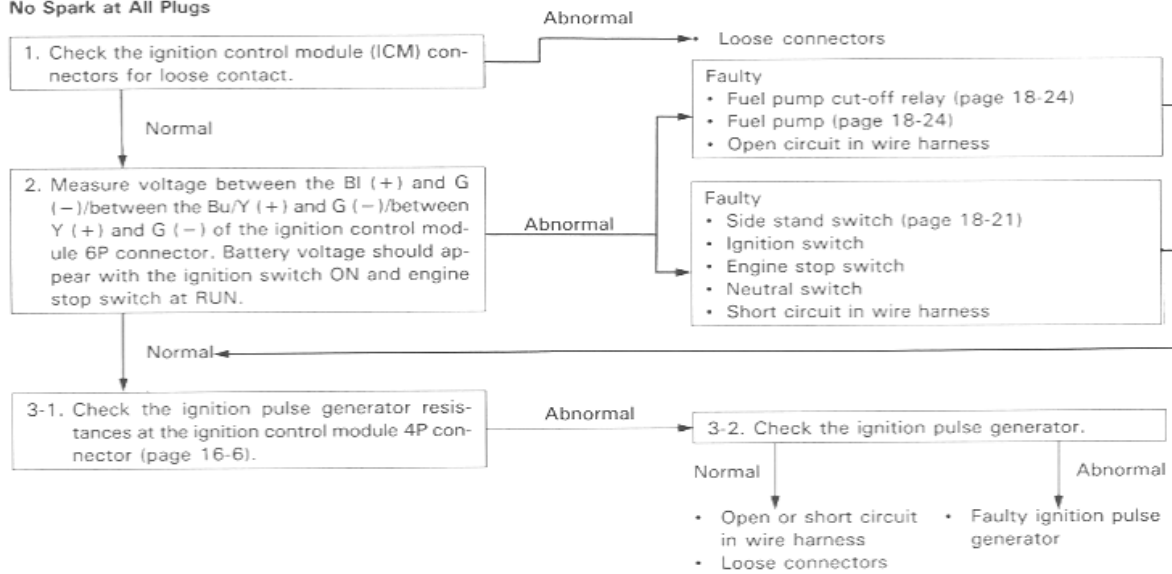 No Spark at All Plugs
Abnormal
1. Check the ignition control module (ICM) con-
nectors for loose contact.
• Loose connectors
Normal
Faulty
• Fuel pump cut-off relay (page 18-24)
• Fuel pump (page 18-24)
• Open circuit in wire harness
2. Measure voltage between the Bl (+) and G
(−)/between the Bu/Y (+) and G (−)/between
Y (+) and G (−) of the ignition control mod-
ule 6P connector. Battery voltage should ap-
pear with the ignition switch ON and engine
stop switch at RUN.
Abnormal
Faulty
• Side stand switch (page 18-21)
• Ignition switch
• Engine stop switch
• Neutral switch
• Short circuit in wire harness
Normal
3-1. Check the ignition pulse generator resis-
tances at the ignition control module 4P con-
nector (page 16-6).
Abnormal
3-2. Check the ignition pulse generator.
Normal
Abnormal
• Open or short circuit
in wire harness
• Loose connectors
• Faulty ignition pulse
generator